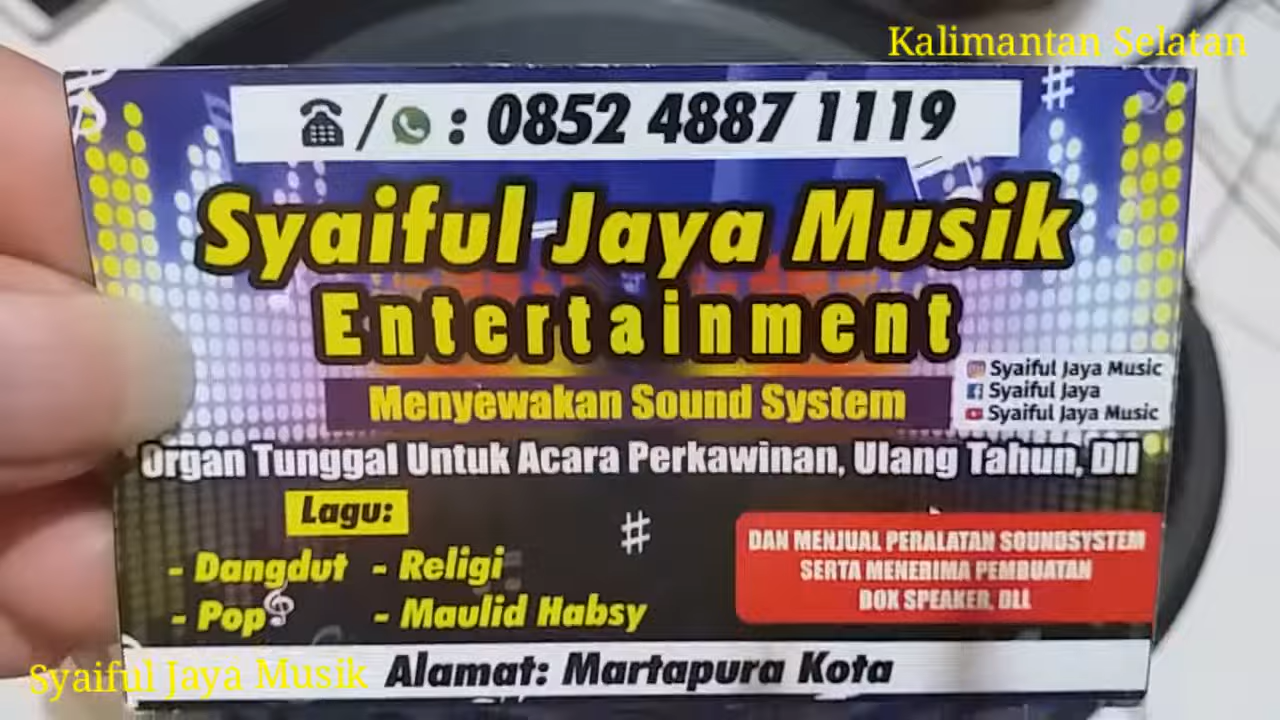 Kalimantan Selatan
/ : 0852 4887 1119
Syaiful Jaya Musik
Entertainment
Menyewakan Sound System
Syaiful Jaya Music
Syaiful Jaya
Syaiful Jaya Music
Organ Tunggal Untuk Acara Perkawinan, Ulang Tahun, Dll
Lagu:
- Dangdut - Religi
- Pop - Maulid Habsy
DAN MENJUAL PERALATAN SOUNDSYSTEM
SERTA MENERIMA PEMBUATAN
BOX SPEAKER, DLL
Alamat: Martapura Kota
Syaiful Jaya Musik